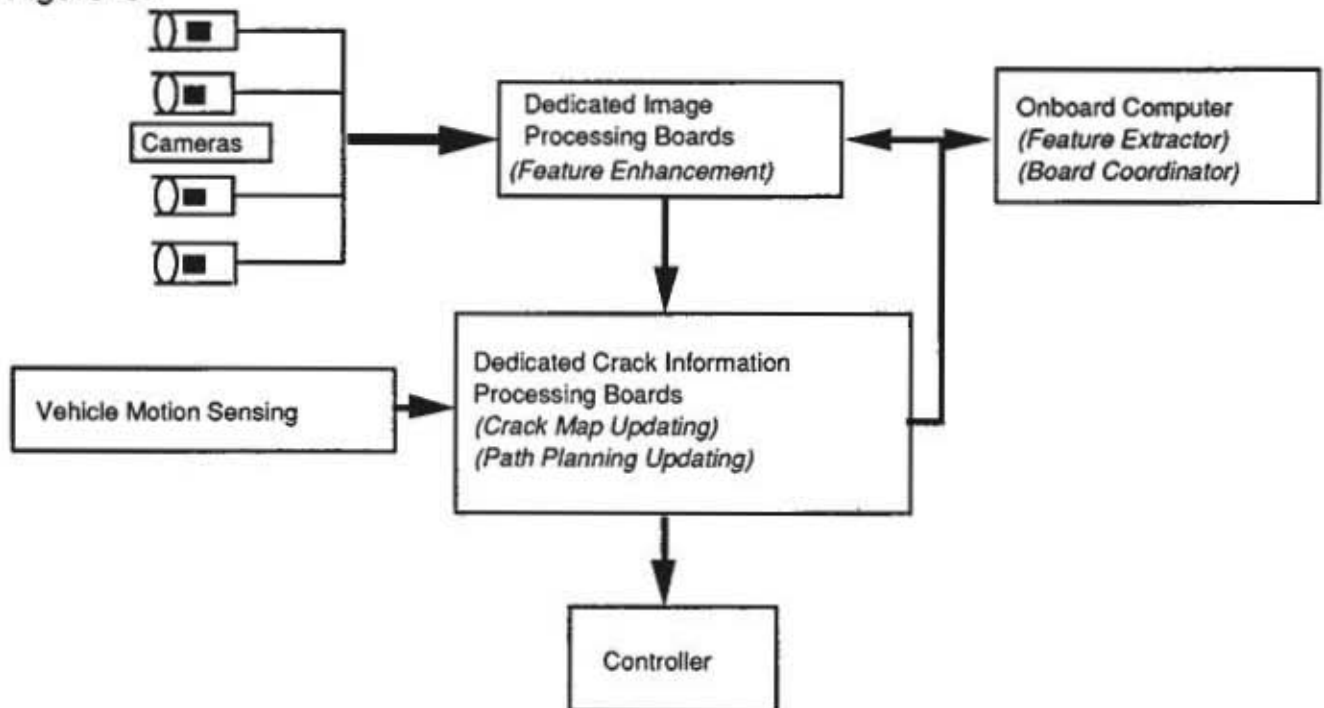 Cameras
Dedicated Image
Processing Boards
(Feature Enhancement)
Onboard Computer
(Feature Extractor)
(Board Coordinator)
Vehicle Motion Sensing
Dedicated Crack Information
Processing Boards
(Crack Map Updating)
(Path Planning Updating)
Controller